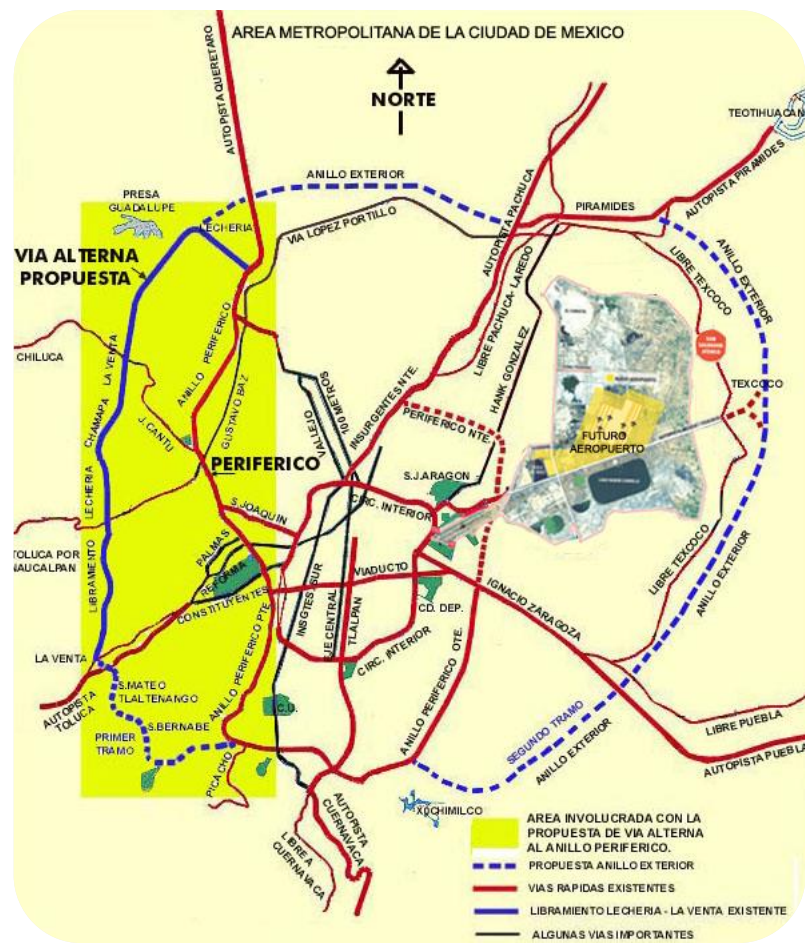 AREA METROPOLITANA DE LA CIUDAD DE MEXICO
NORTE
AUTOPISTA QUERETARO
TEOTIHUACAN
AUTOPISTA PIRAMIDES
ANILLO EXTERIOR
PRESA
GUADALUPE
AUTOPISTA PACHUCA
PIRAMIDES
LECHERIA
VIA LOPEZ PORTILLO
VIA ALTERNA
PROPUESTA
LIBRE TEXCOCO
ANILLO EXTERIOR
LIBRE PACHUCA- LAREDO
HANK GONZALEZ
CHILUCA
CHAMAPA LA VENTA
ANILLO PERIFERICO
GUSTAVO BAZ
J. CANTU
VALLEJO
100 METROS
INSURGENTES NTE.
PERIFERICO NTE.
TEXCOCO
FUTURO
AEROPUERTO
PERIFERICO
S.J.ARAGON
LIBRAMIENTO LECHERIA
S.JOAQUIN
CIRC. INTERIOR
TOLUCA POR
NAUCALPAN
PALMAS
REFORMA
CONSTITUYENTES
VIADUCTO
INSGTES SUR
EJE CENTRAL
TLALPAN
CD. DEP.
IGNACIO ZARAGOZA
LIBRE TEXCOCO
ANILLO EXTERIOR
LA VENTA
AUTOPISTA
TOLUCA
S.MATEO
TLALTENANGO
S.BERNABE
PRIMER
TRAMO
ANILLO PERIFERICO PTE.
CIRC. INTERIOR
C.U.
ANILLO PERIFERICO OTE.
SEGUNDO TRAMO
ANILLO EXTERIOR
LIBRE PUEBLA
AUTOPISTA PUEBLA
PICACHO
AUTOPISTA
CUERNAVACA
LIBRE A
CUERNAVACA
XOCHIMILCO
AREA INVOLUCRADA CON LA
PROPUESTA DE VIA ALTERNA
AL ANILLO PERIFERICO.
PROPUESTA ANILLO EXTERIOR
VIAS RAPIDAS EXISTENTES
LIBRAMIENTO LECHERIA - LA VENTA EXISTENTE
ALGUNAS VIAS IMPORTANTES